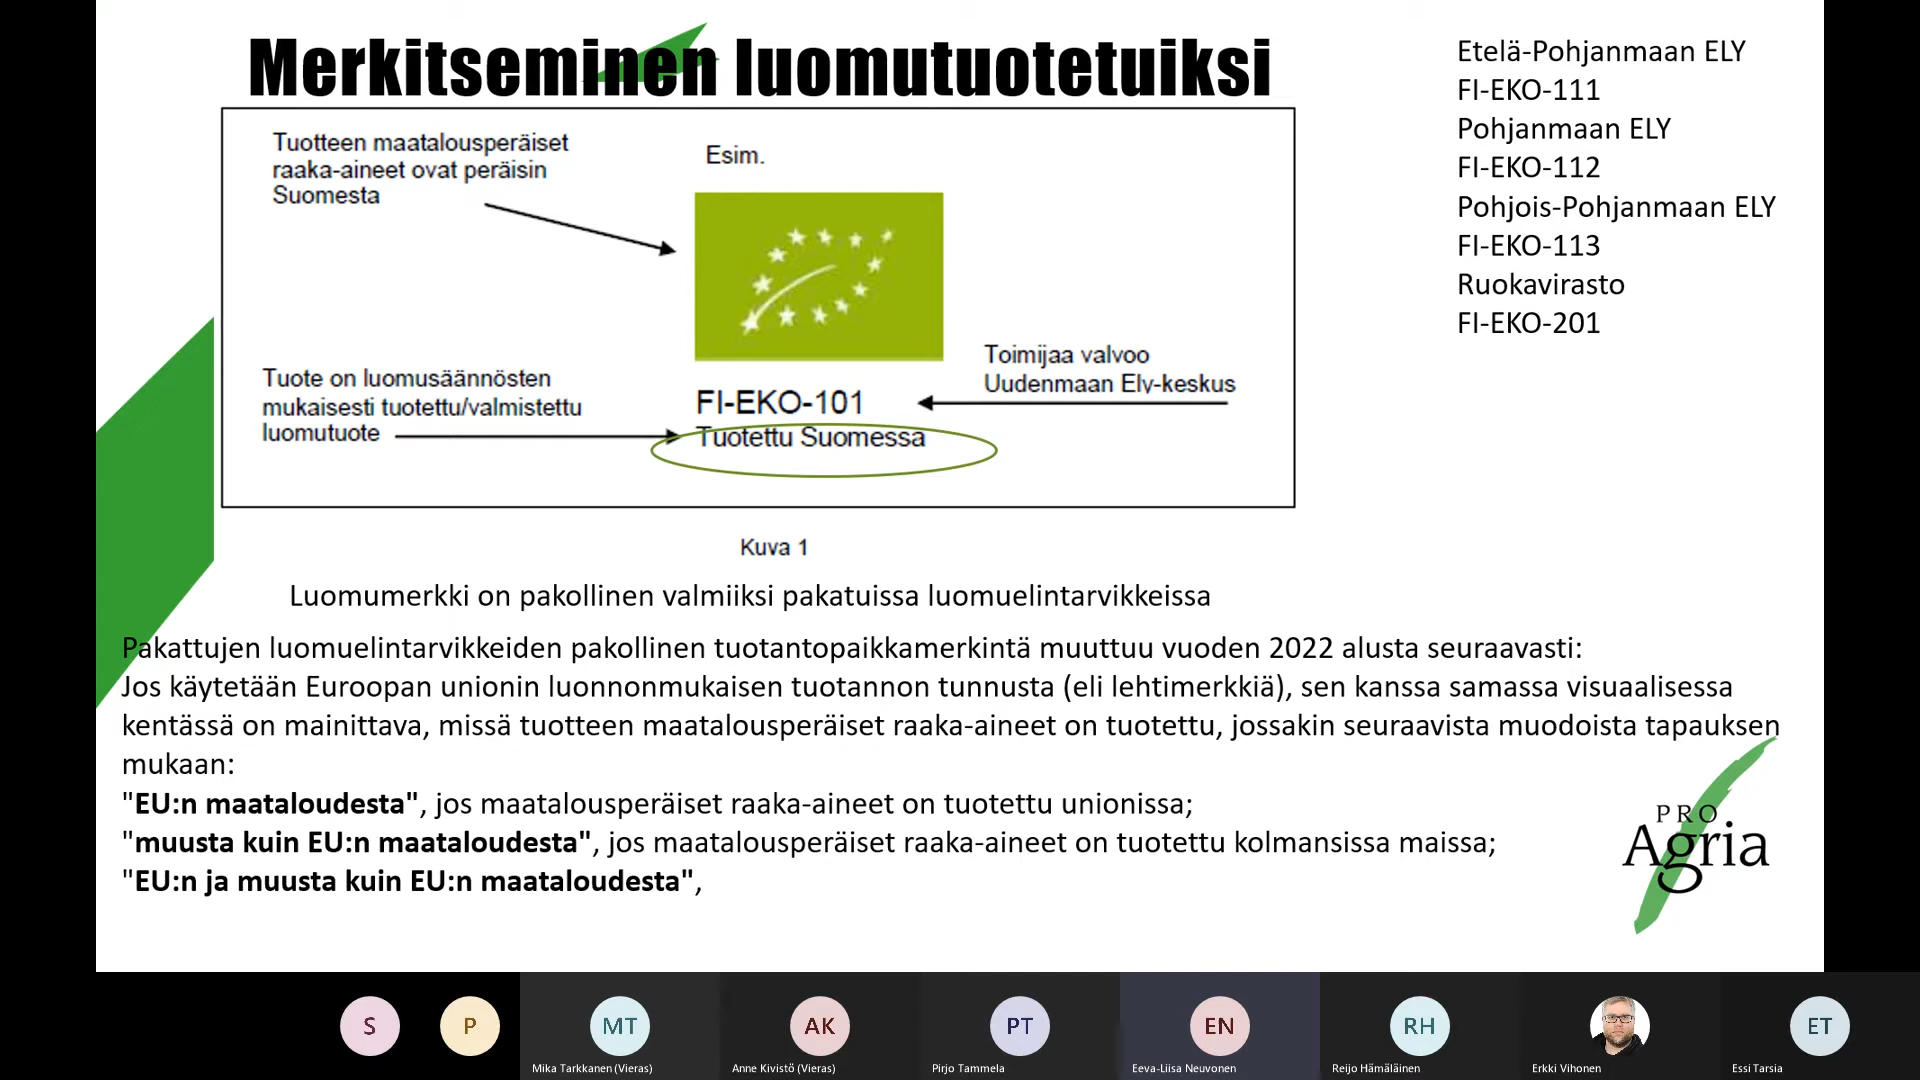 Merkitseminen luomutuotetuiksi
Tuotteen maatalousperäiset
raaka-aineet ovat peräisin
Suomesta
Esim.
Toimijaa valvoo
Uudenmaan Ely-keskus
Tuote on luomusäännösten
mukaisesti tuotettu/valmistettu
luomutuote
FI-EKO-101
Tuotettu Suomessa
Kuva 1
Etelä-Pohjanmaan ELY
FI-EKO-111
Pohjanmaan ELY
FI-EKO-112
Pohjois-Pohjanmaan ELY
FI-EKO-113
Ruokavirasto
FI-EKO-201
Luomumerkki on pakollinen valmiiksi pakatuissa luomuelintarvikkeissa
Pakattujen luomuelintarvikkeiden pakollinen tuotantopaikkamerkintä muuttuu vuoden 2022 alusta seuraavasti:
Jos käytetään Euroopan unionin luonnonmukaisen tuotannon tunnusta (eli lehtimerkkiä), sen kanssa samassa visuaalisessa
kentässä on mainittava, missä tuotteen maatalousperäiset raaka-aineet on tuotettu, jossakin seuraavista muodoista tapauksen
mukaan:
"EU:n maataloudesta", jos maatalousperäiset raaka-aineet on tuotettu unionissa;
"muusta kuin EU:n maataloudesta", jos maatalousperäiset raaka-aineet on tuotettu kolmansissa maissa;
"EU:n ja muusta kuin EU:n maataloudesta",
PRO
Agria
S
P
MT
AK
PT
EN
RH
ET
Mika Tarkkanen (Vieras)
Anne Kivistö (Vieras)
Pirjo Tammela
Eeva-Liisa Neuvonen
Reijo Hämäläinen
Erkki Vihonen
Essi Tarsia